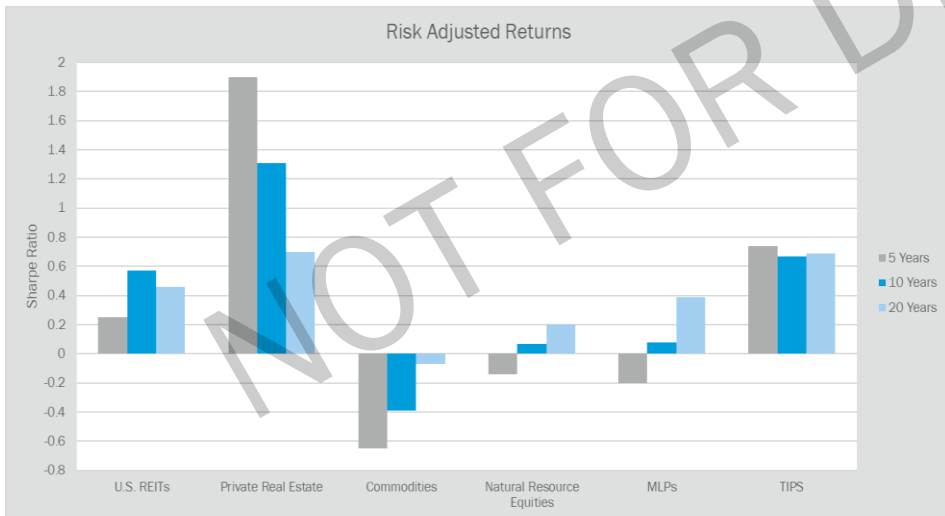 Risk Adjusted Returns
2
1.8
1.6
1.4
1.2
1
0.8
0.6
0.4
0.2
0
-0.2
-0.4
-0.6
-0.8
Sharpe Ratio
U.S. REITs
Private Real Estate
Commodities
Natural Resource
Equities
MLPs
TIPS
5 Years
10 Years
20 Years
NOT FOR